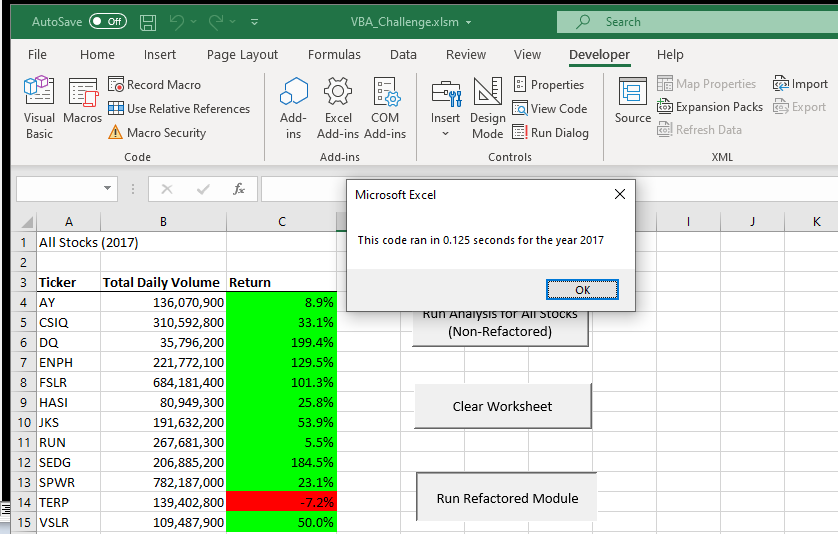 AutoSave Off VBA_Challenge.xlsm Search
File Home Insert Page Layout Formulas Data Review View Developer Help
Visual Basic
Macros
Record Macro
Use Relative References
Macro Security
Code
Add-ins
Excel Add-ins
COM Add-ins
Add-ins
Insert
Design Mode
Properties
View Code
Run Dialog
Controls
Source
Map Properties
Expansion Packs
Refresh Data
Import
Export
XML
fx
Microsoft Excel
This code ran in 0.125 seconds for the year 2017
OK
A B C I J K
1 All Stocks (2017)
2
3 Ticker Total Daily Volume Return
4 AY 136,070,900 8.9%
5 CSIQ 310,592,800 33.1%
6 DQ 35,796,200 199.4%
7 ENPH 221,772,100 129.5%
8 FSLR 684,181,400 101.3%
9 HASI 80,949,300 25.8%
10 JKS 191,632,200 53.9%
11 RUN 267,681,300 5.5%
12 SEDG 206,885,200 184.5%
13 SPWR 782,187,000 23.1%
14 TERP 139,402,800 -7.2%
15 VSLR 109,487,900 50.0%
Run Analysis for All Stocks
(Non-Refactored)
Clear Worksheet
Run Refactored Module